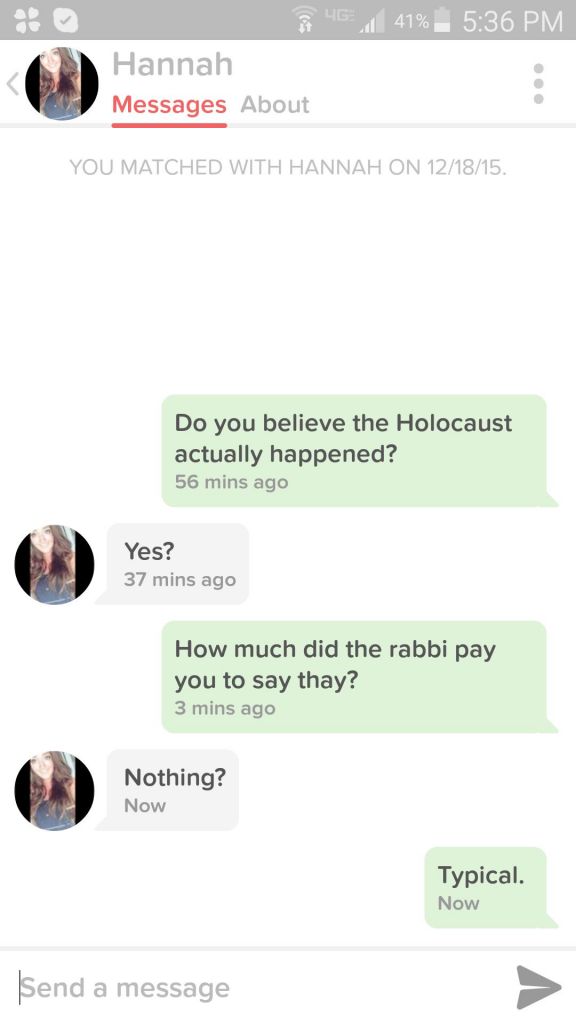 4GE 41% 5:36 PM
Hannah
Messages About
YOU MATCHED WITH HANNAH ON 12/18/15.
Do you believe the Holocaust
actually happened?
56 mins ago
Yes?
37 mins ago
How much did the rabbi pay
you to say thay?
3 mins ago
Nothing?
Now
Typical.
Now
Send a message